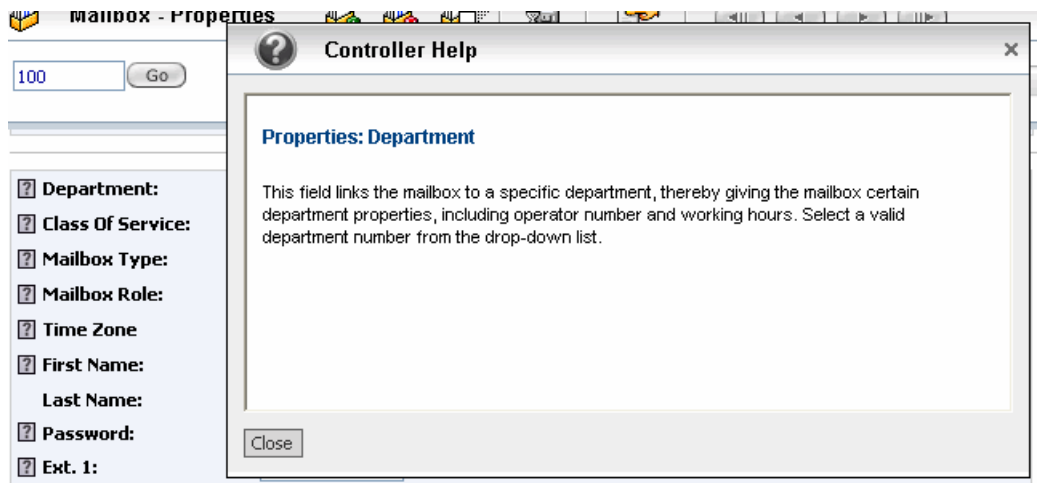 Mailbox - Properties
Controller Help
100
Go
Properties: Department
This field links the mailbox to a specific department, thereby giving the mailbox certain
department properties, including operator number and working hours. Select a valid
department number from the drop-down list.
Department:
Class Of Service:
Mailbox Type:
Mailbox Role:
Time Zone
First Name:
Last Name:
Password:
Ext. 1:
Close